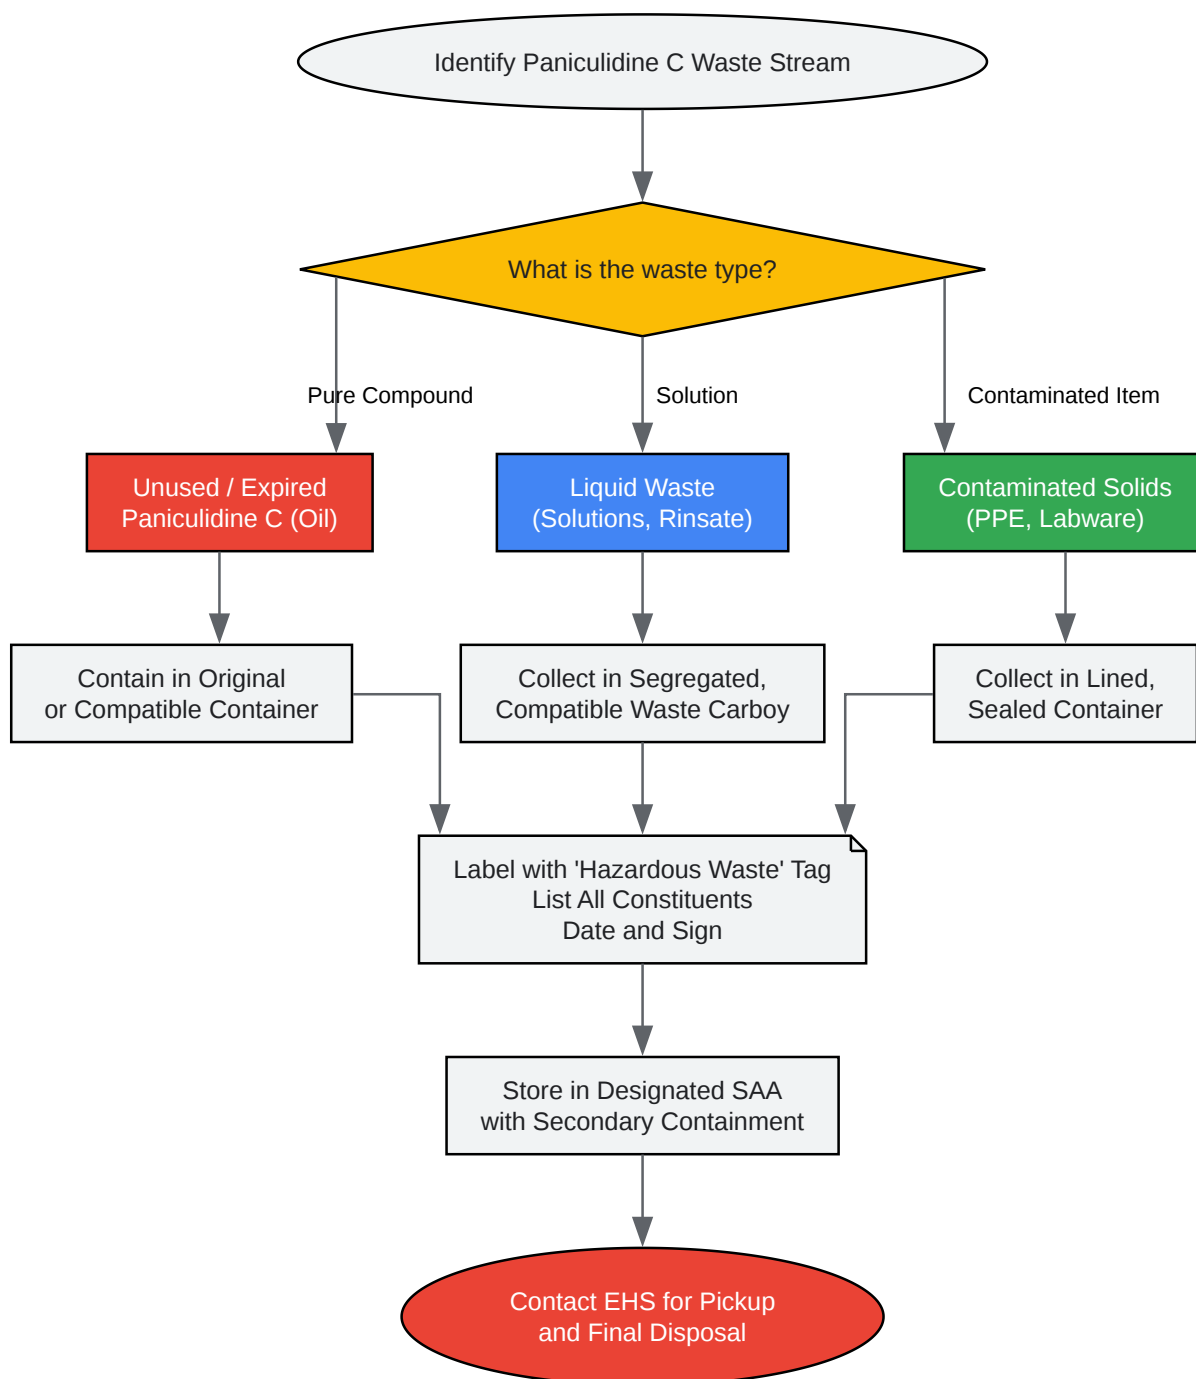 Identify Paniculidine C Waste Stream
What is the waste type?
Pure Compound
Solution
Contaminated Item
Unused / Expired
Paniculidine C (Oil)
Liquid Waste
(Solutions, Rinsate)
Contaminated Solids
(PPE, Labware)
Contain in Original
or Compatible Container
Collect in Segregated,
Compatible Waste Carboy
Collect in Lined,
Sealed Container
Label with 'Hazardous Waste' Tag
List All Constituents
Date and Sign
Store in Designated SAA
with Secondary Containment
Contact EHS for Pickup
and Final Disposal